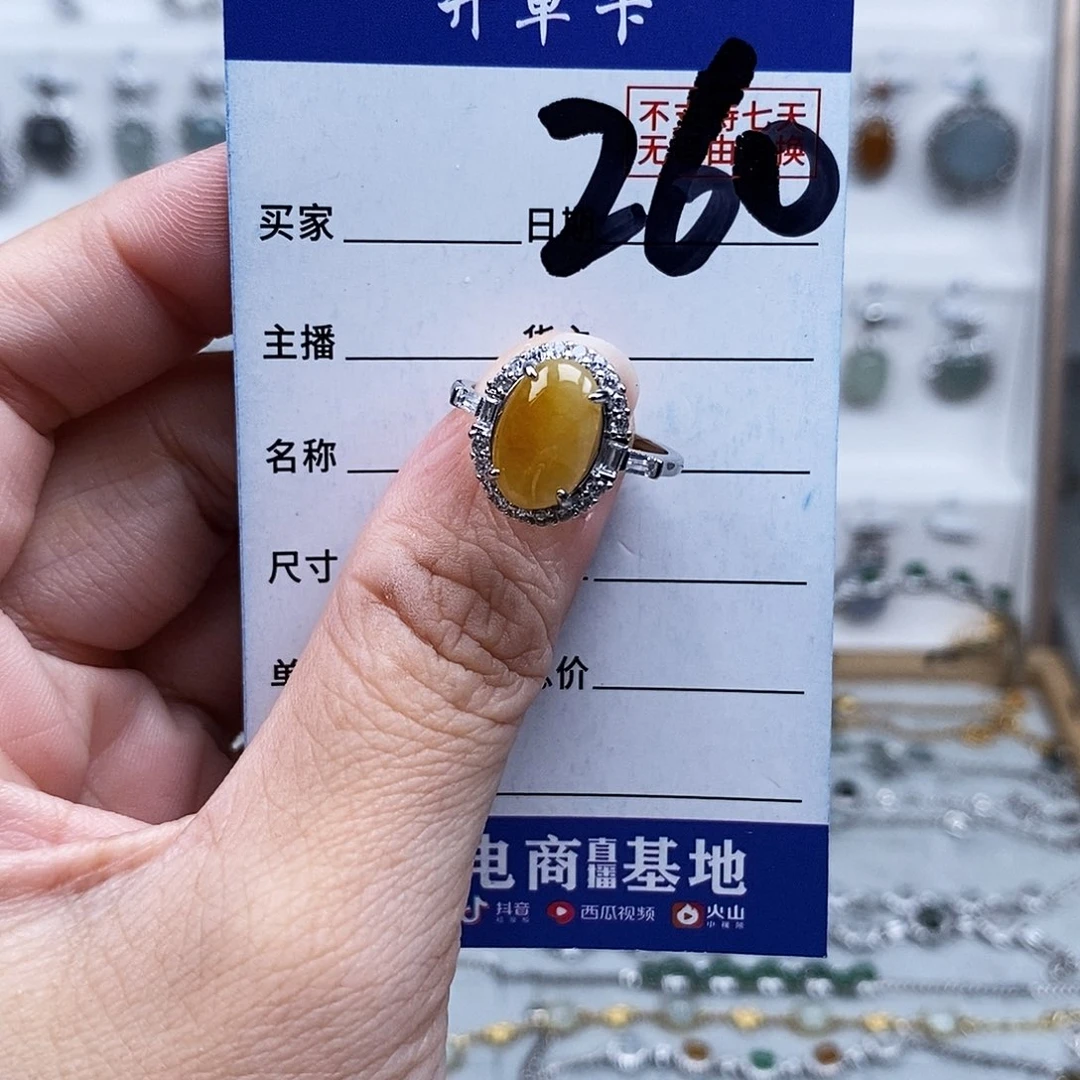 开单卡
260
不支持七天
无理由退换
买家 日期
主播
名称
尺寸
价
电商直播基地
抖音 西瓜视频 火山